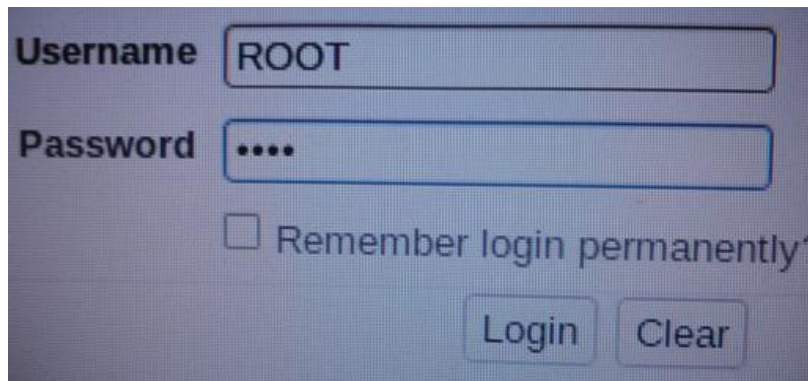 Username ROOT
Password ••••
Remember login permanently?
Login Clear